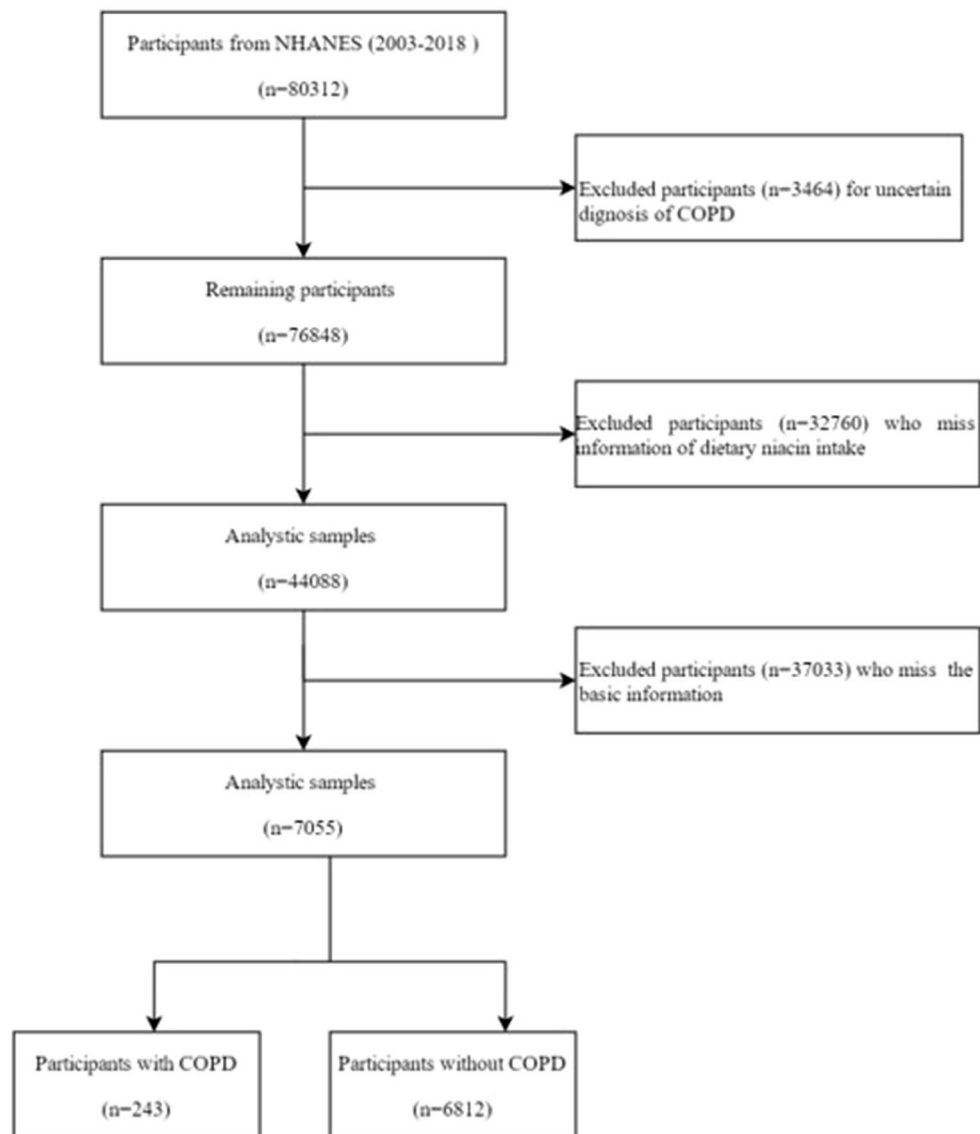 Participants from NHANES (2003-2018 )
(n=80312)
Excluded participants (n=3464) for uncertain
dignosis of COPD
Remaining participants
(n=76848)
Excluded participants (n=32760) who miss
information of dietary niacin intake
Analystic samples
(n=44088)
Excluded participants (n=37033) who miss the
basic information
Analystic samples
(n=7055)
Participants with COPD
(n=243)
Participants without COPD
(n=6812)